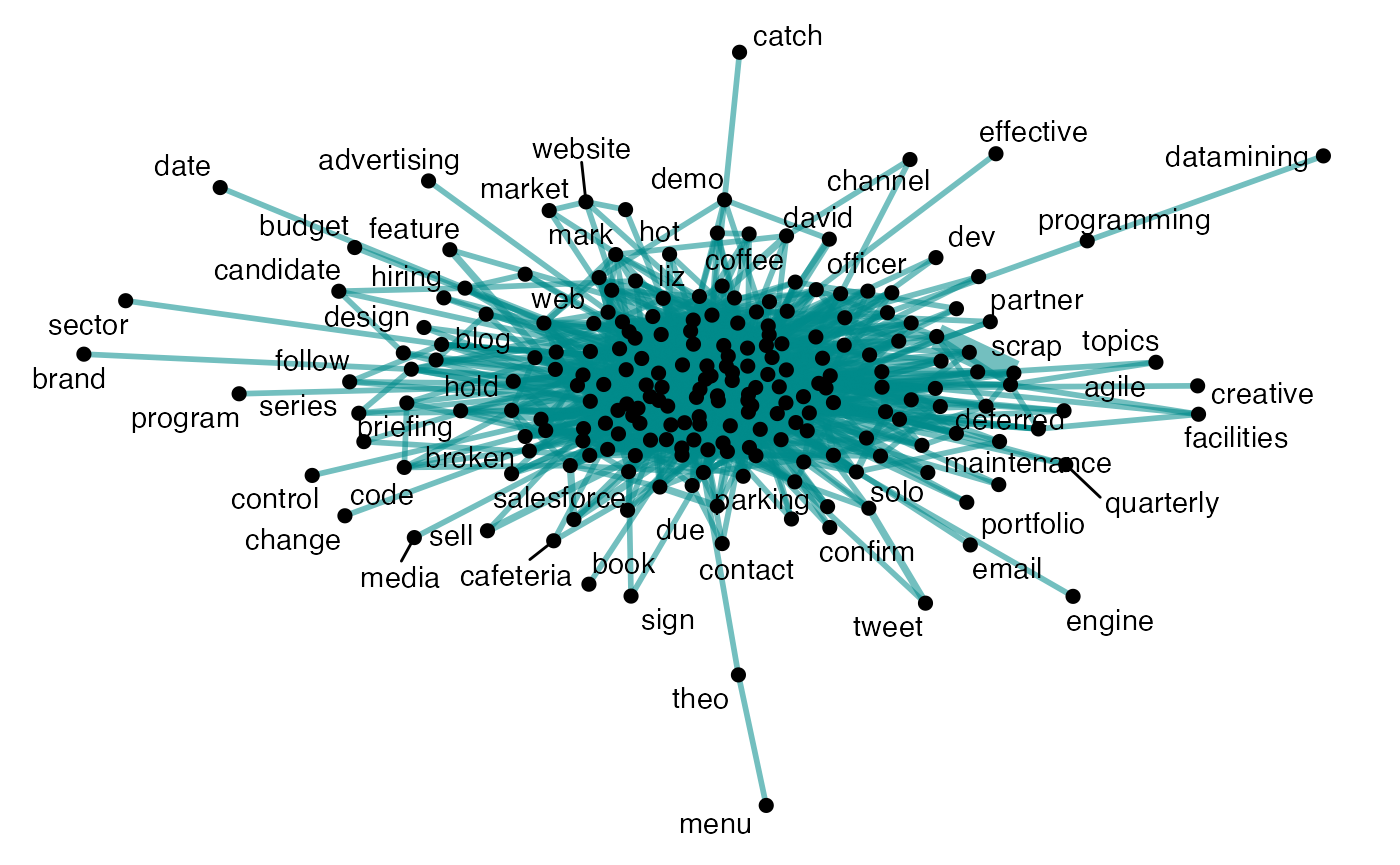 catch
effective
website
datamining
date
advertising
market
demo
channel
david
programming
budget
feature
mark
hot
dev
coffee
officer
candidate
hiring
liz
web
partner
sector
design
blog
scrap
topics
brand
follow
hold
agile
creative
program
series
briefing
deferred
facilities
broken
maintenance
control
code
salesforce
parking
solo
quarterly
change
sell
due
portfolio
confirm
media
cafeteria
book
contact
email
sign
tweet
engine
theo
menu